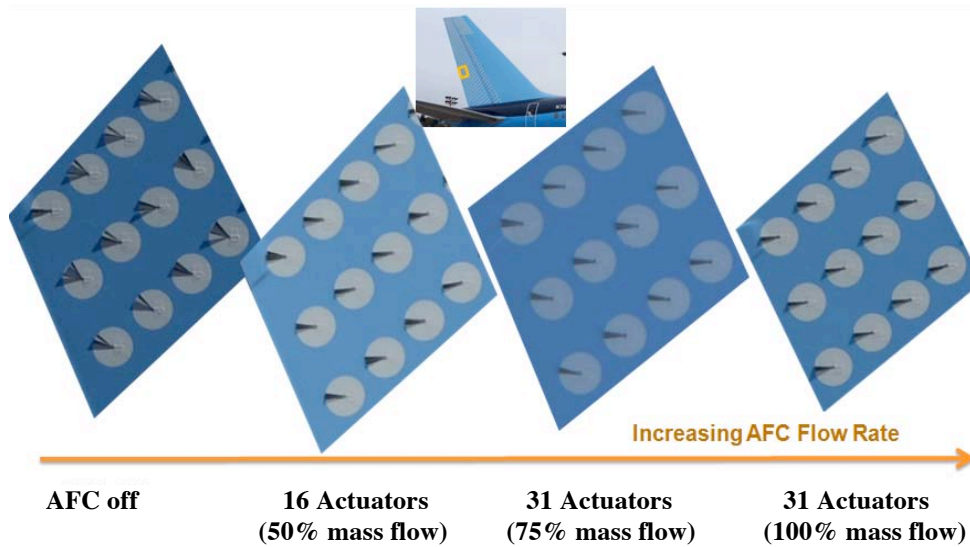 Increasing AFC Flow Rate
AFC off
16 Actuators
(50% mass flow)
31 Actuators
(75% mass flow)
31 Actuators
(100% mass flow)